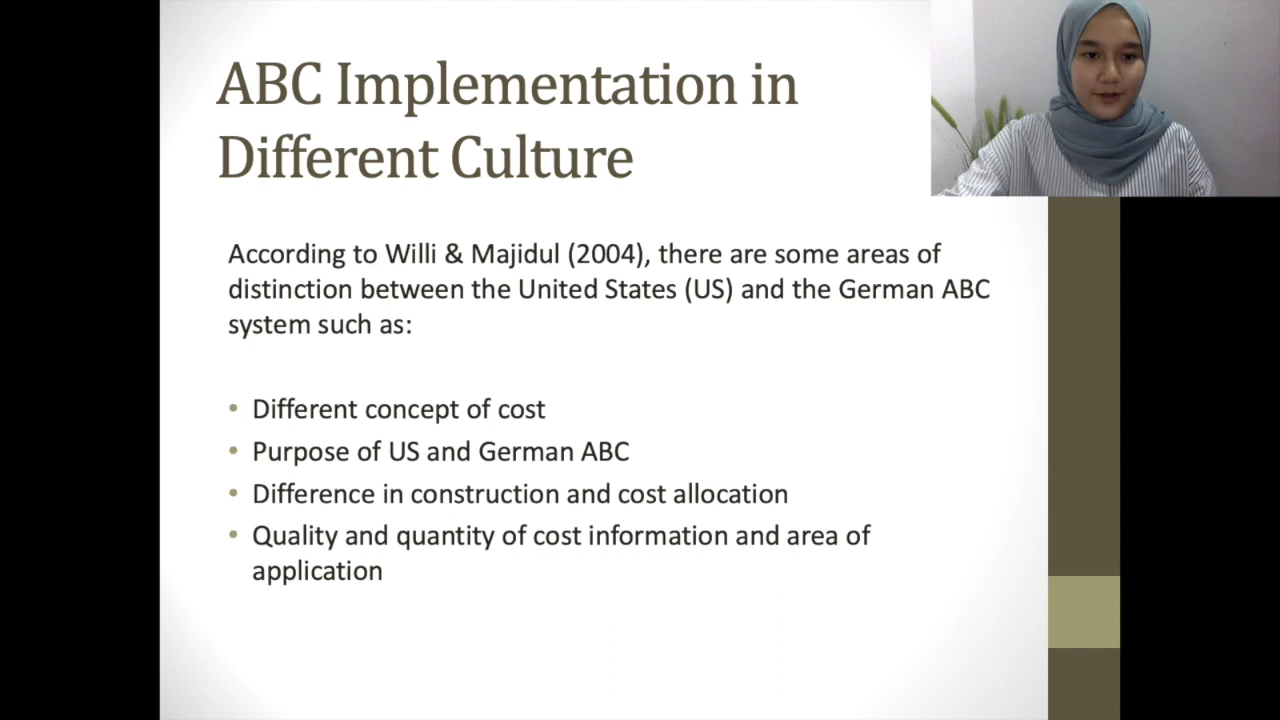 ABC Implementation in
Different Culture
According to Willi & Majidul (2004), there are some areas of
distinction between the United States (US) and the German ABC
system such as:
• Different concept of cost
• Purpose of US and German ABC
• Difference in construction and cost allocation
• Quality and quantity of cost information and area of
application